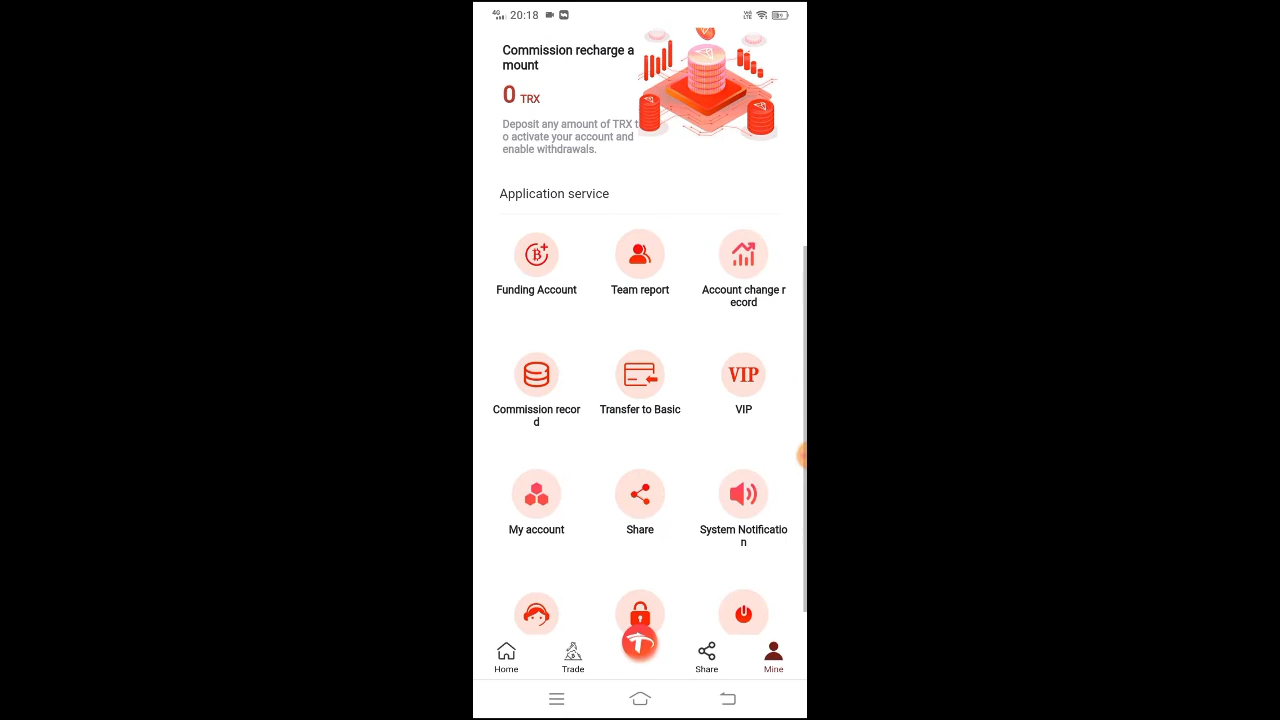 4G 20:18
Commission recharge a
mount
0 TRX
Deposit any amount of TRX t
o activate your account and
enable withdrawals.
Application service
Funding Account
Team report
Account change r
ecord
Commission recor
d
Transfer to Basic
VIP
VIP
My account
Share
System Notificatio
n
Home
Trade
Share
Mine